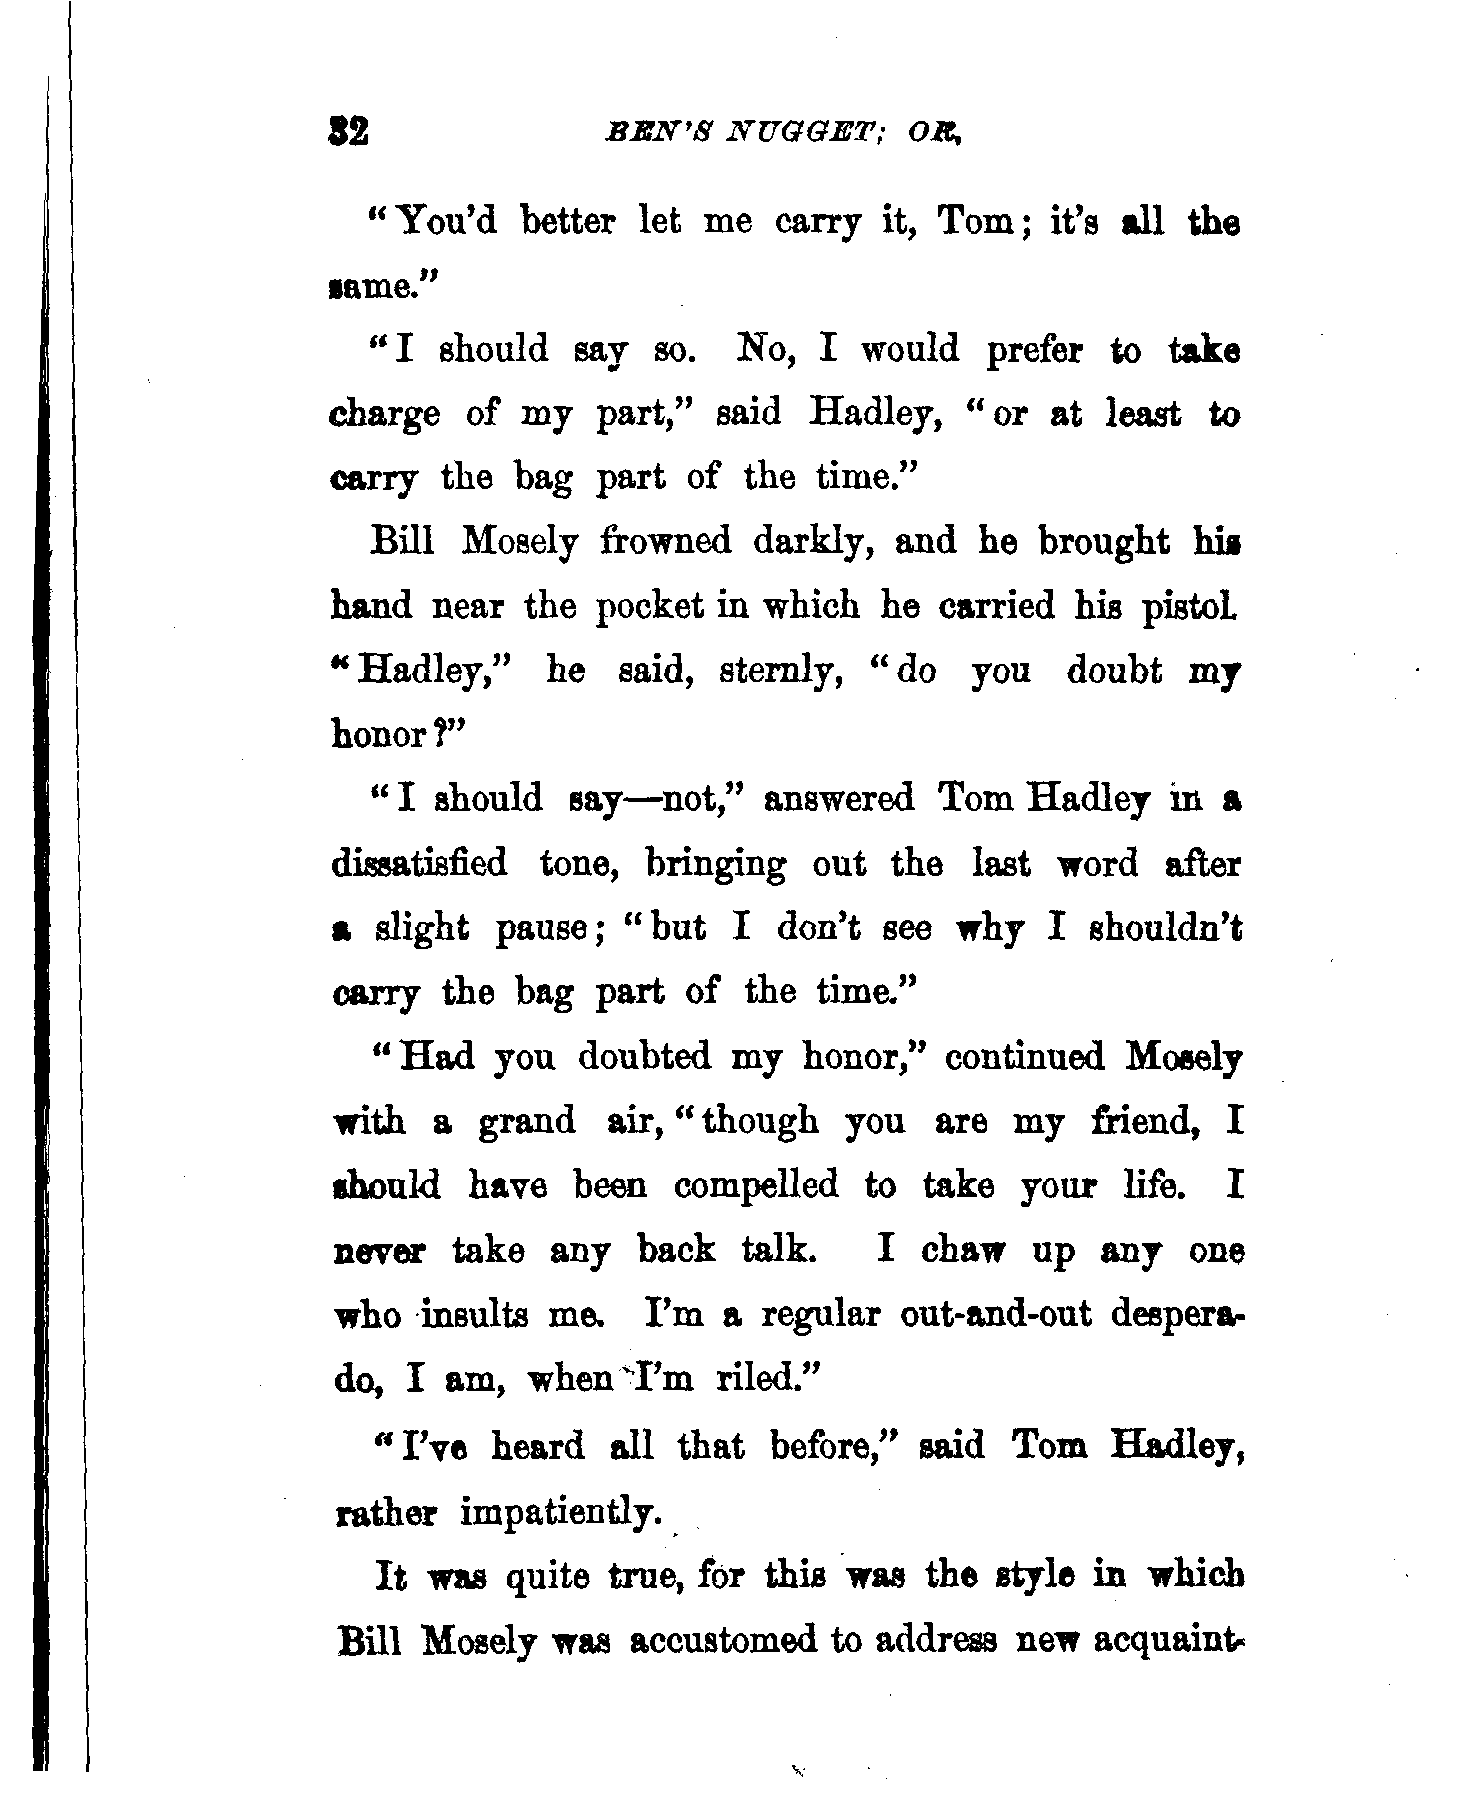 32 BEN'S NUGGET; OR,
"You'd better let me carry it, Tom; it's all the
same."
"I should say so. No, I would prefer to take
charge of my part," said Hadley, "or at least to
carry the bag part of the time."
Bill Mosely frowned darkly, and he brought his
hand near the pocket in which he carried his pistol.
"Hadley," he said, sternly, "do you doubt my
honor?"
"I should say—not," answered Tom Hadley in a
dissatisfied tone, bringing out the last word after
a slight pause; "but I don't see why I shouldn't
carry the bag part of the time."
"Had you doubted my honor," continued Mosely
with a grand air, "though you are my friend, I
should have been compelled to take your life. I
never take any back talk. I chaw up any one
who insults me. I'm a regular out-and-out despera-
do, I am, when I'm riled."
"I've heard all that before," said Tom Hadley,
rather impatiently.
It was quite true, for this was the style in which
Bill Mosely was accustomed to address new acquaint-